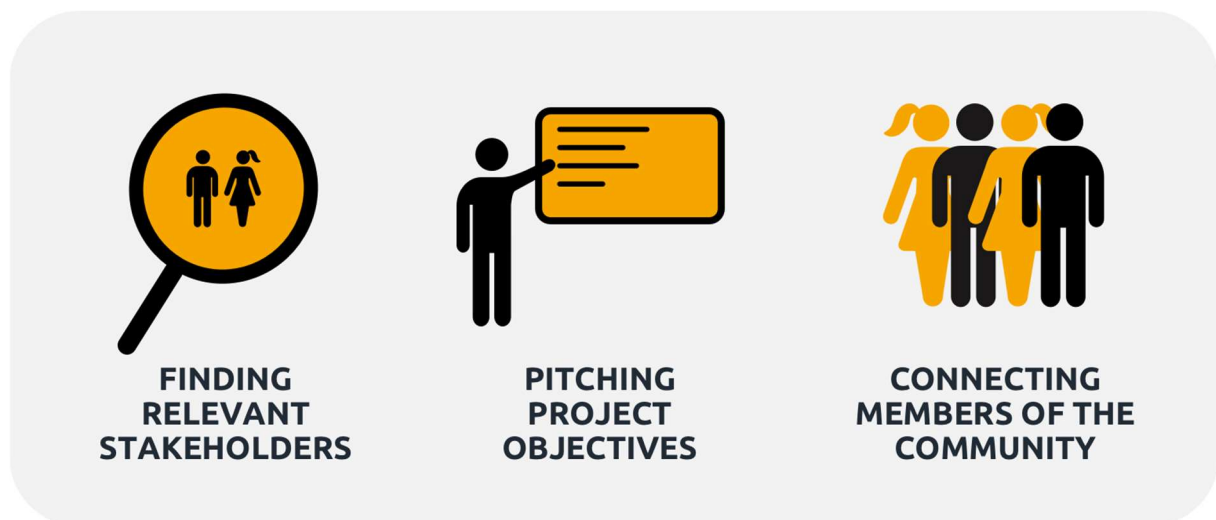 FINDING
RELEVANT
STAKEHOLDERS
PITCHING
PROJECT
OBJECTIVES
CONNECTING
MEMBERS OF THE
COMMUNITY